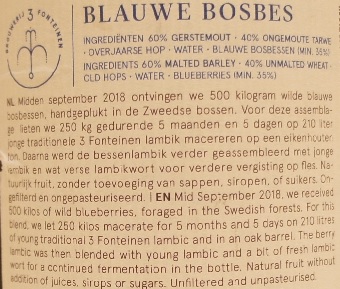 BROUWERIJ 3 FONTEINEN
BLAUWE BOSBES
INGREDIËNTEN 60% GERSTEMOUT · 40% ONGEMOUTE TARWE
· OVERJAARSE HOP · WATER · BLAUWE BOSBESSEN (MIN. 35%)
INGREDIENTS 60% MALTED BARLEY · 40% UNMALTED WHEAT ·
OLD HOPS · WATER · BLUEBERRIES (MIN. 35%)
NL Midden september 2018 ontvingen we 500 kilogram wilde blauwe
bosbessen, handgeplukt in de Zweedse bossen. Voor deze assembla-
ge lieten we 250 kg gedurende 5 maanden en 5 dagen op 210 liter
jonge traditionele 3 Fonteinen lambik macereren op een eikenhouten
ton. Daarna werd de bessenlambik verder geassembleerd met jonge
lambik en wat verse lambikwort voor verdere vergisting op fles. Na-
tuurlijk fruit, zonder toevoeging van sappen, siropen, of suikers. On-
gefilterd en ongepasteuriseerd. | EN Mid September 2018, we received
500 kilos of wild blueberries, foraged in the Swedish forests. For this
blend, we let 250 kilos macerate for 5 months and 5 days on 210 litres
of young traditional 3 Fonteinen lambic and in an oak barrel. The berry
lambic was then blended with young lambic and a bit of fresh lambic
wort for a continued fermentation in the bottle. Natural fruit without
addition of juices, sirups or sugars. Unfiltered and unpasteurised.